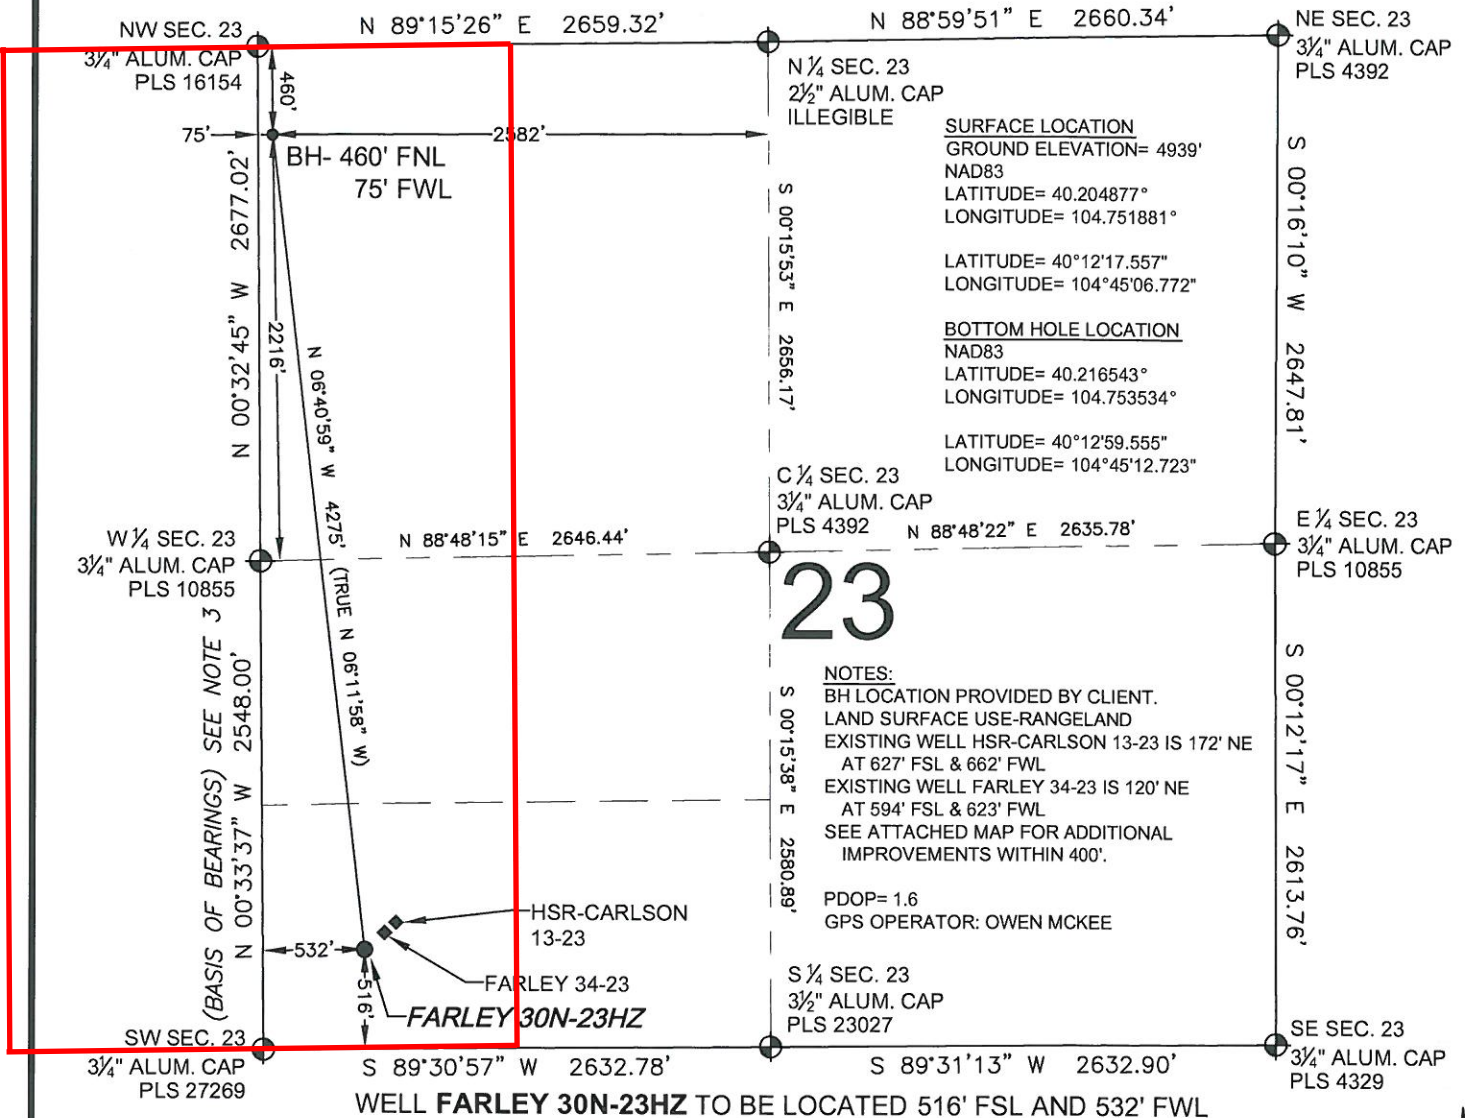 N 89°15'26" E 2659.32'
N 88°59'51" E 2660.34'
NW SEC. 23
3¼" ALUM. CAP
PLS 16154
NE SEC. 23
3¼" ALUM. CAP
PLS 4392
N ¼ SEC. 23
2½" ALUM. CAP
ILLEGIBLE
460'
75'
2582'
BH- 460' FNL
75' FWL
SURFACE LOCATION
GROUND ELEVATION= 4939'
NAD83
LATITUDE= 40.204877°
LONGITUDE= 104.751881°
LATITUDE= 40°12'17.557"
LONGITUDE= 104°45'06.772"
BOTTOM HOLE LOCATION
NAD83
LATITUDE= 40.216543°
LONGITUDE= 104.753534°
LATITUDE= 40°12'59.555"
LONGITUDE= 104°45'12.723"
N 00°32'45" W 2677.02'
2216'
N 06°40'59" W 4275' (TRUE N 06°11'58" W)
S 00°15'53" E 2656.17'
S 00°16'10" W 2647.81'
C ¼ SEC. 23
3¼" ALUM. CAP
PLS 4392
W ¼ SEC. 23
3¼" ALUM. CAP
PLS 10855
N 88°48'15" E 2646.44'
N 88°48'22" E 2635.78'
E ¼ SEC. 23
3¼" ALUM. CAP
PLS 10855
23
(BASIS OF BEARINGS) SEE NOTE 3
N 00°33'37" W 2548.00'
S 00°15'38" E 2580.89'
S 00°12'17" E 2613.76'
NOTES:
BH LOCATION PROVIDED BY CLIENT.
LAND SURFACE USE-RANGELAND
EXISTING WELL HSR-CARLSON 13-23 IS 172' NE
AT 627' FSL & 662' FWL
EXISTING WELL FARLEY 34-23 IS 120' NE
AT 594' FSL & 623' FWL
SEE ATTACHED MAP FOR ADDITIONAL
IMPROVEMENTS WITHIN 400'.
PDOP= 1.6
GPS OPERATOR: OWEN MCKEE
HSR-CARLSON
13-23
532'
516'
FARLEY 34-23
FARLEY 30N-23HZ
S ¼ SEC. 23
3½" ALUM. CAP
PLS 23027
SW SEC. 23
3¼" ALUM. CAP
PLS 27269
S 89°30'57" W 2632.78'
S 89°31'13" W 2632.90'
SE SEC. 23
3¼" ALUM. CAP
PLS 4329
WELL FARLEY 30N-23HZ TO BE LOCATED 516' FSL AND 532' FWL